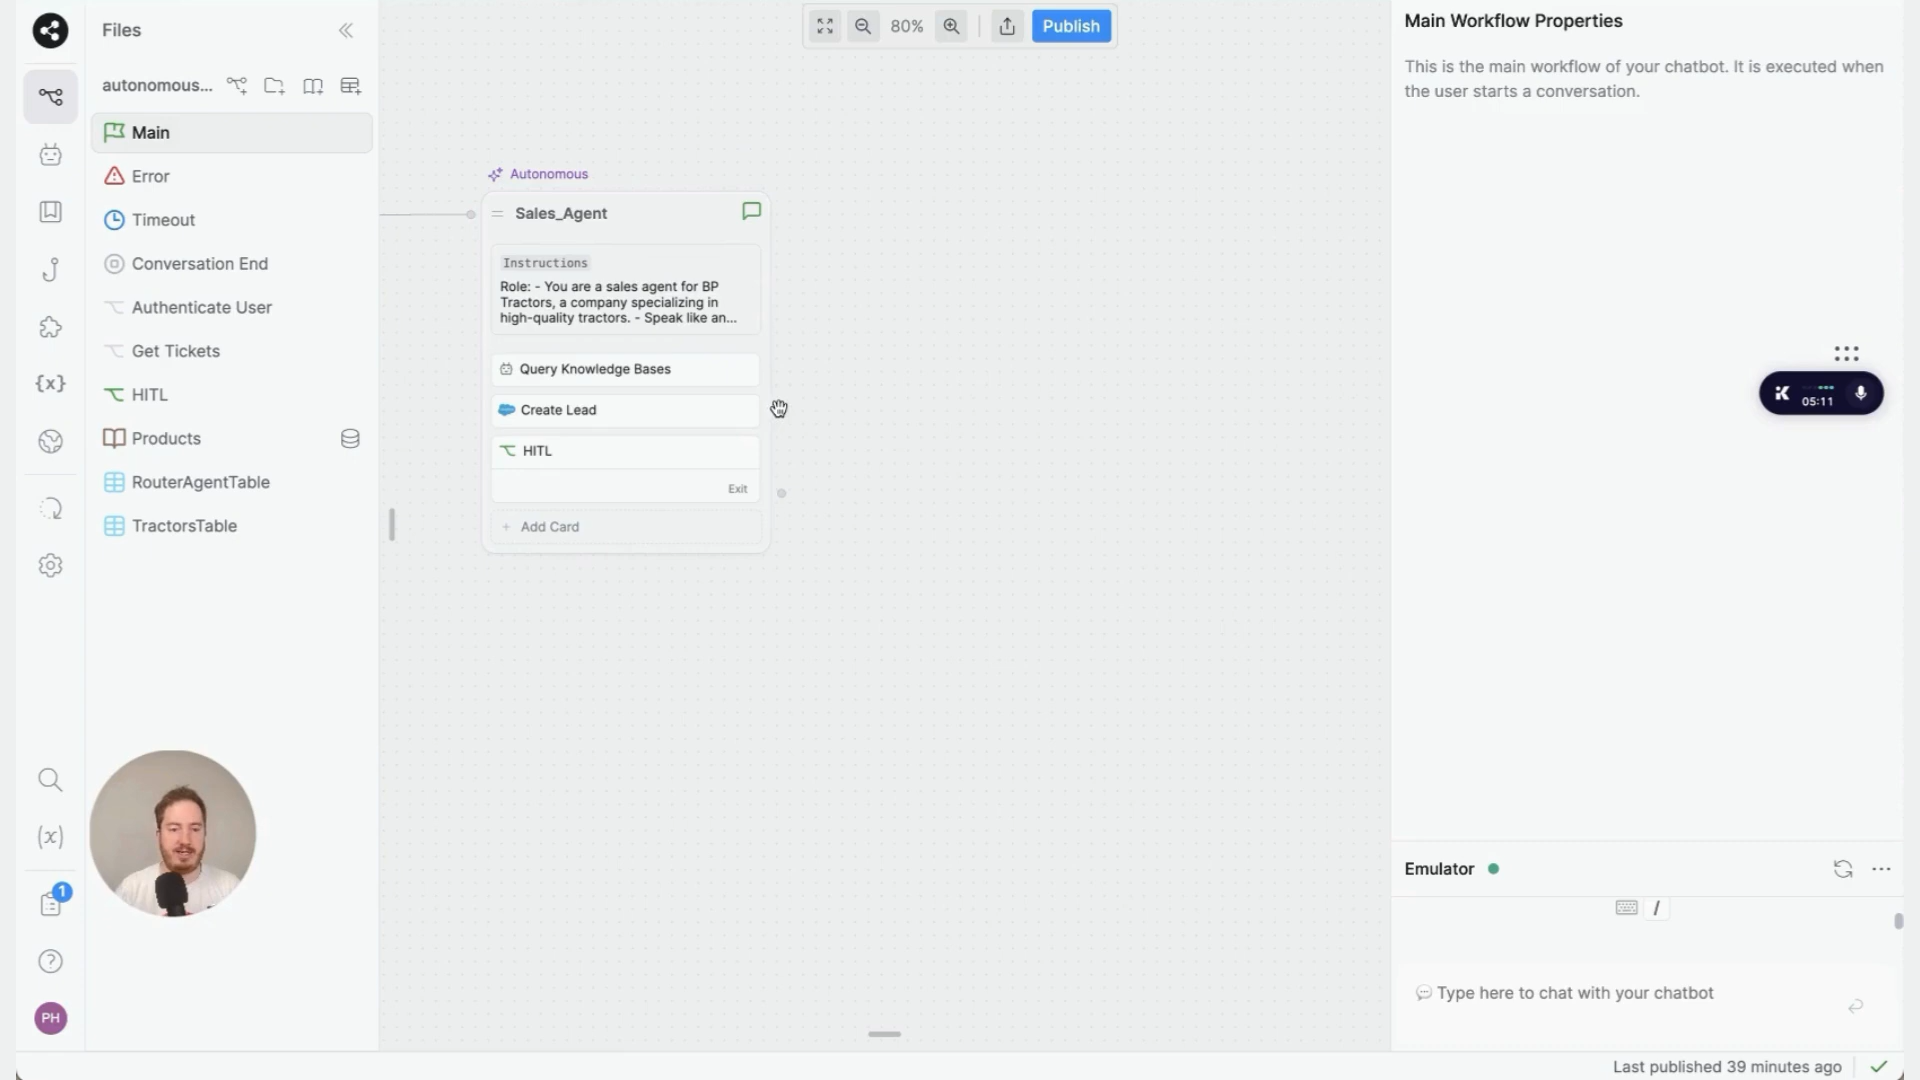 Files
autonomous...
Main
Error
Timeout
Conversation End
Authenticate User
Get Tickets
HITL
Products
RouterAgentTable
TractorsTable
{x}
(x)
1
PH
80%
Publish
Autonomous
Sales_Agent
Instructions
Role: - You are a sales agent for BP
Tractors, a company specializing in
high-quality tractors. - Speak like an...
Query Knowledge Bases
Create Lead
HITL
Exit
+ Add Card
Main Workflow Properties
This is the main workflow of your chatbot. It is executed when
the user starts a conversation.
K
05:11
Emulator
/
Type here to chat with your chatbot
Last published 39 minutes ago